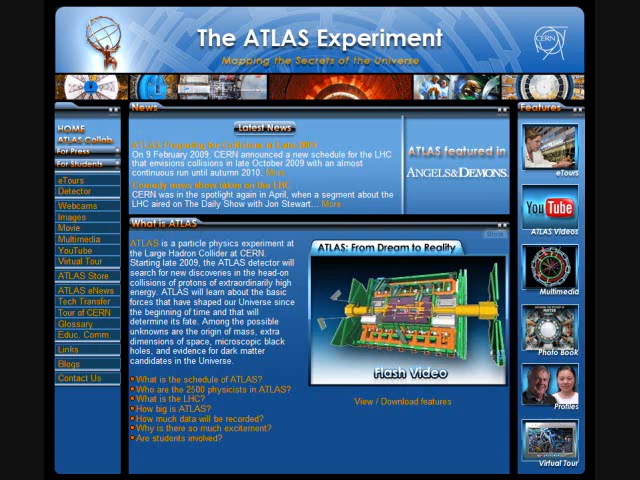 The ATLAS Experiment
Mapping the Secrets of the Universe
CERN
HOME
ATLAS Collab
For Press
For Students
eTours
Detector
Webcams
Images
Movie
Multimedia
YouTube
Virtual Tour
ATLAS Store
ATLAS eNews
Tech Transfer
Tour of CERN
Glossary
Educ. Comm.
Links
Blogs
Contact Us
News
Latest News
ATLAS Preparing for Collisions in Late 2009
On 9 February 2009, CERN announced a new schedule for the LHC
that envisions collisions in late October 2009 with an almost
continuous run until autumn 2010. More
Comedy news show takes on the LHC
CERN was in the spotlight again in April, when a segment about the
LHC aired on The Daily Show with Jon Stewart... More
ATLAS featured in
ANGELS & DEMONS.
What is ATLAS
ATLAS is a particle physics experiment at
the Large Hadron Collider at CERN.
Starting late 2009, the ATLAS detector will
search for new discoveries in the head-on
collisions of protons of extraordinarily high
energy. ATLAS will learn about the basic
forces that have shaped our Universe since
the beginning of time and that will
determine its fate. Among the possible
unknowns are the origin of mass, extra
dimensions of space, microscopic black
holes, and evidence for dark matter
candidates in the Universe.
What is the schedule of ATLAS?
Who are the 2500 physicists in ATLAS?
What is the LHC?
How big is ATLAS?
How much data will be recorded?
Why is there so much excitement?
Are students involved?
ATLAS: From Dream to Reality
Flash Video
View / Download features
Features
eTours
YouTube
ATLAS Videos
Multimedia
Photo Book
Profiles
Virtual Tour